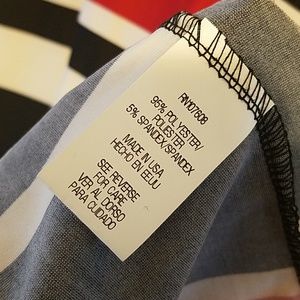 RW107308
95% POLYESTER/
POLIESTER
5% SPANDEX/SPANDEX
MADE IN USA
HECHO EN EEUU
SEE REVERSE
FOR CARE
VER AL DORSO
PARA CUIDADO